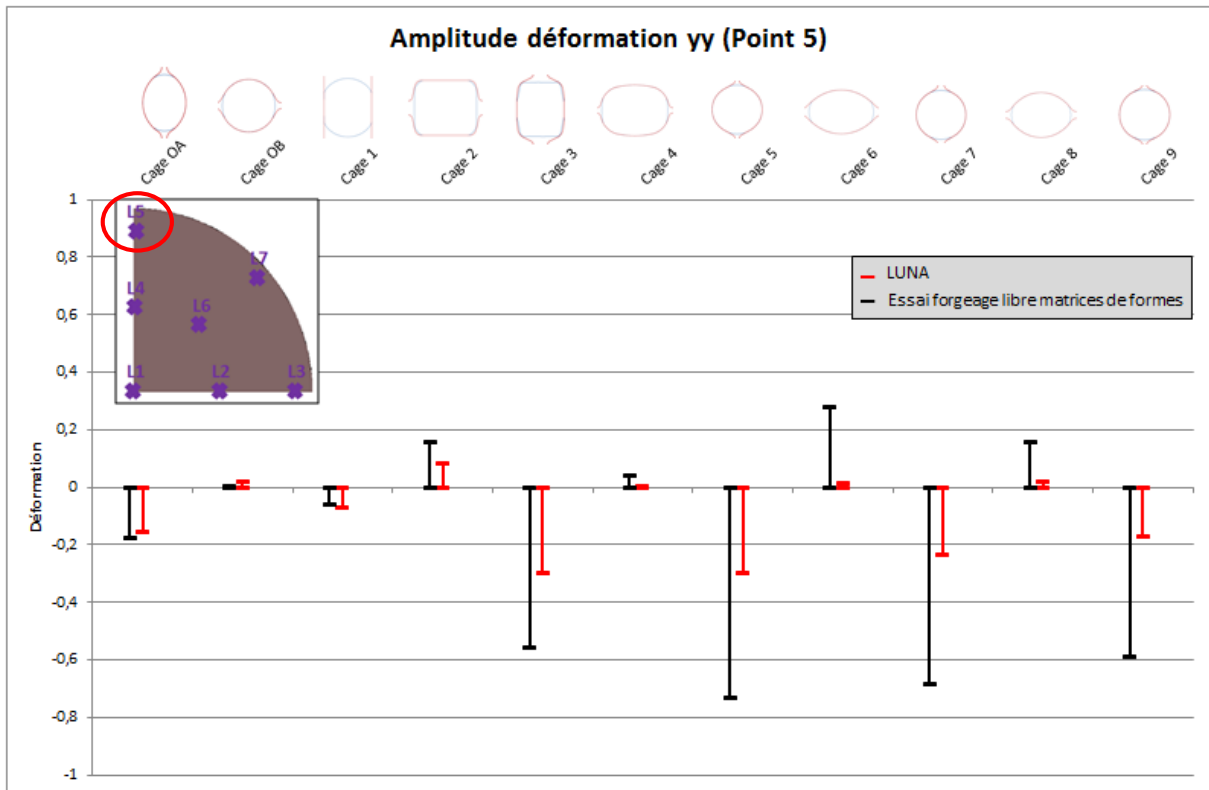 Amplitude déformation yy (Point 5)
Cage OA
Cage OB
Cage 1
Cage 2
Cage 3
Cage 4
Cage 5
Cage 6
Cage 7
Cage 8
Cage 9
1
0,8
0,6
0,4
0,2
0
-0,2
-0,4
-0,6
-0,8
-1
Déformation
L5
L7
L4
L6
L1
L2
L3
LUNA
Essai forgeage libre matrices de formes